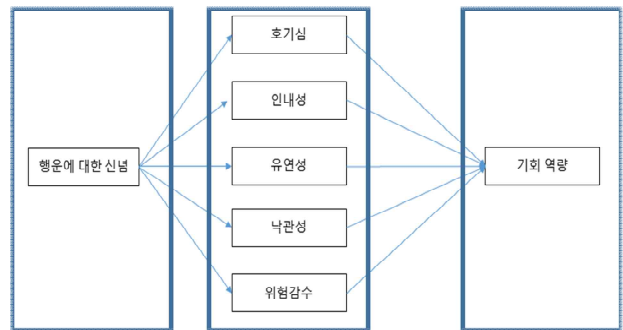 호기심
인내성
행운에 대한 신념
유연성
기회 역량
낙관성
위험감수